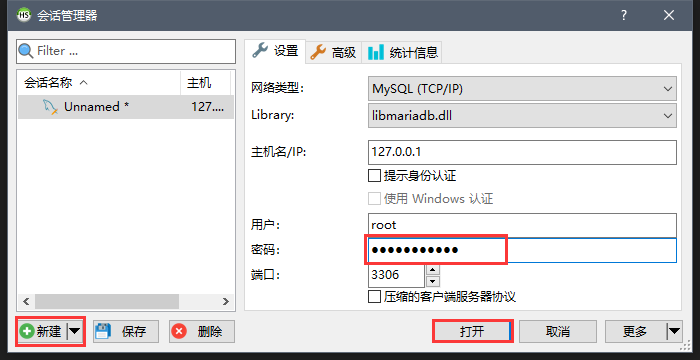 HS 会话管理器 ? ×
Filter ...
会话名称 主机
Unnamed * 127....
设置 高级 统计信息
网络类型: MySQL (TCP/IP)
Library: libmariadb.dll
主机名/IP: 127.0.0.1
提示身份认证
使用 Windows 认证
用户: root
密码: ●●●●●●●●●●●
端口: 3306
压缩的客户端服务器协议
新建 保存 删除 打开 取消 更多